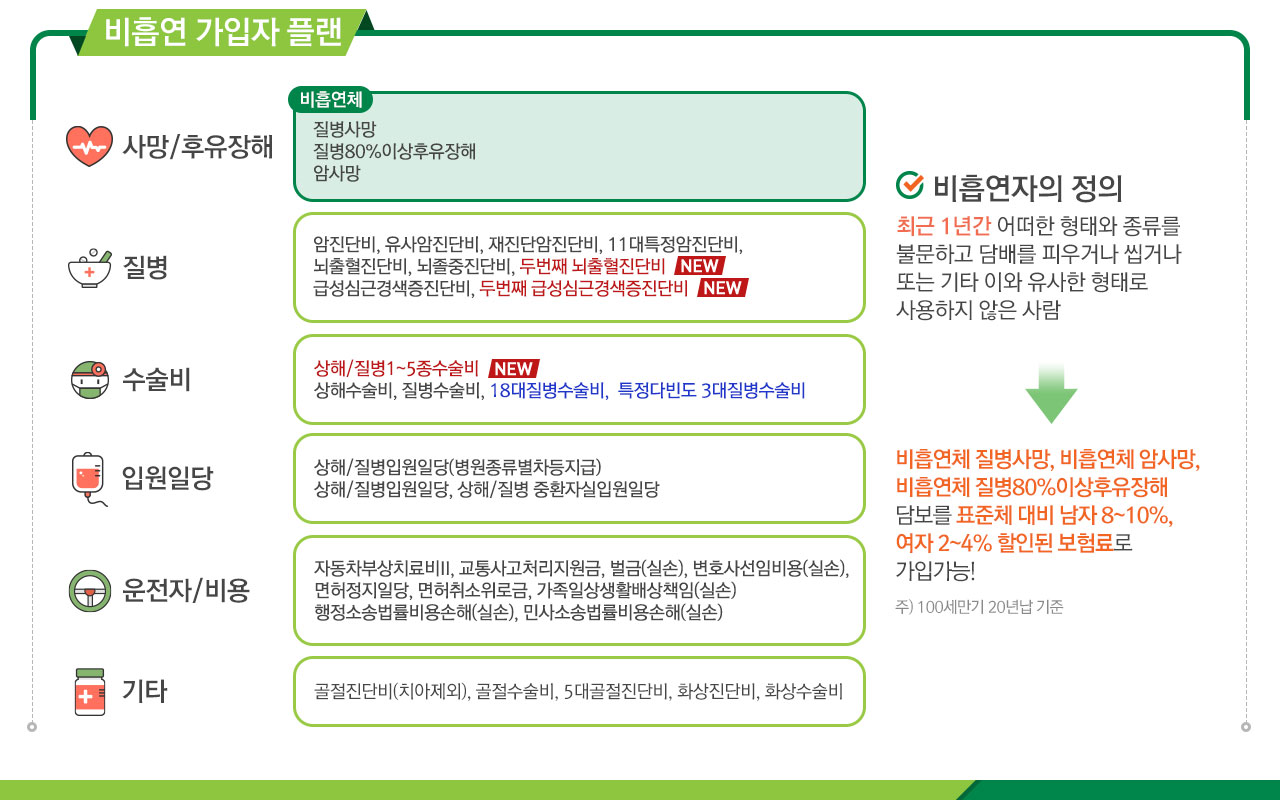 비흡연 가입자 플랜
비흡연체
사망/후유장해
질병사망
질병80%이상후유장해
암사망
질병
암진단비, 유사암진단비, 재진단암진단비, 11대특정암진단비,
뇌출혈진단비, 뇌졸중진단비, 두번째 뇌출혈진단비 NEW
급성심근경색증진단비, 두번째 급성심근경색증진단비 NEW
수술비
상해/질병1~5종수술비 NEW
상해수술비, 질병수술비, 18대질병수술비, 특정다빈도 3대질병수술비
입원일당
상해/질병입원일당(병원종류별차등지급)
상해/질병입원일당, 상해/질병 중환자실입원일당
운전자/비용
자동차부상치료비II, 교통사고처리지원금, 벌금(실손), 변호사선임비용(실손),
면허정지일당, 면허취소위로금, 가족일상생활배상책임(실손)
행정소송법률비용손해(실손), 민사소송법률비용손해(실손)
기타
골절진단비(치아제외), 골절수술비, 5대골절진단비, 화상진단비, 화상수술비
비흡연자의 정의
최근 1년간 어떠한 형태와 종류를
불문하고 담배를 피우거나 씹거나
또는 기타 이와 유사한 형태로
사용하지 않은 사람
비흡연체 질병사망, 비흡연체 암사망,
비흡연체 질병80%이상후유장해
담보를 표준체 대비 남자 8~10%,
여자 2~4% 할인된 보험료로
가입가능!
주) 100세만기 20년납 기준